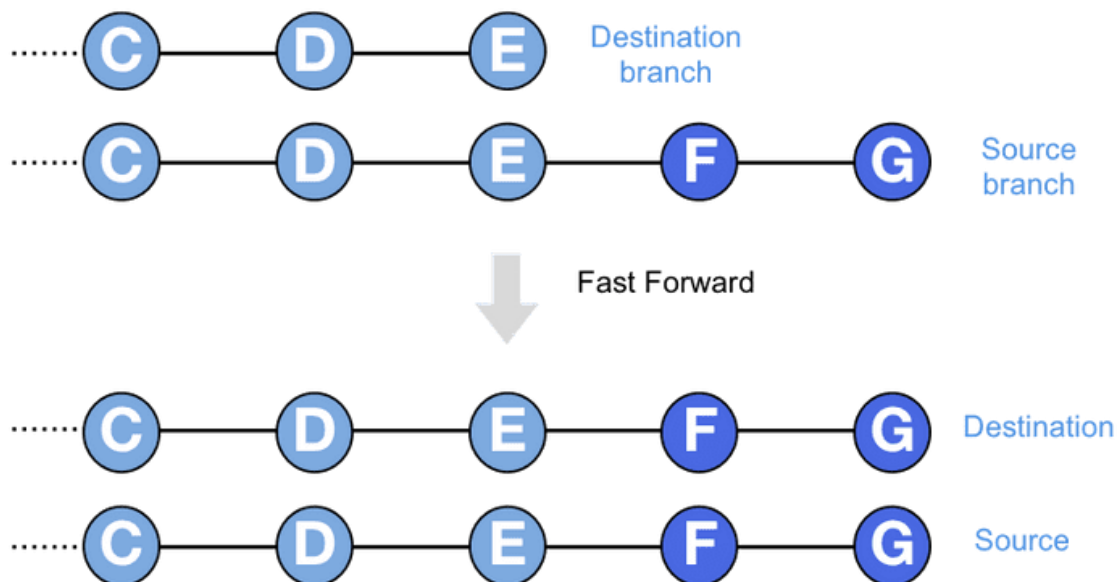 C D E Destination
branch
C D E F G Source
branch
Fast Forward
C D E F G Destination
C D E F G Source